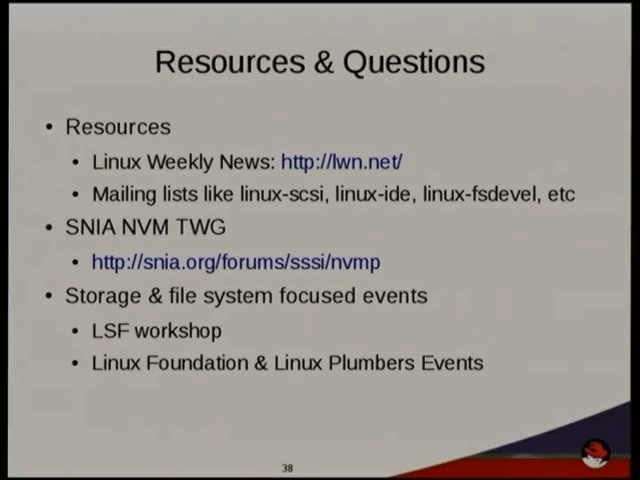 Resources & Questions
• Resources
• Linux Weekly News: http://lwn.net/
• Mailing lists like linux-scsi, linux-ide, linux-fsdevel, etc
• SNIA NVM TWG
• http://snia.org/forums/sssi/nvmp
• Storage & file system focused events
• LSF workshop
• Linux Foundation & Linux Plumbers Events
38